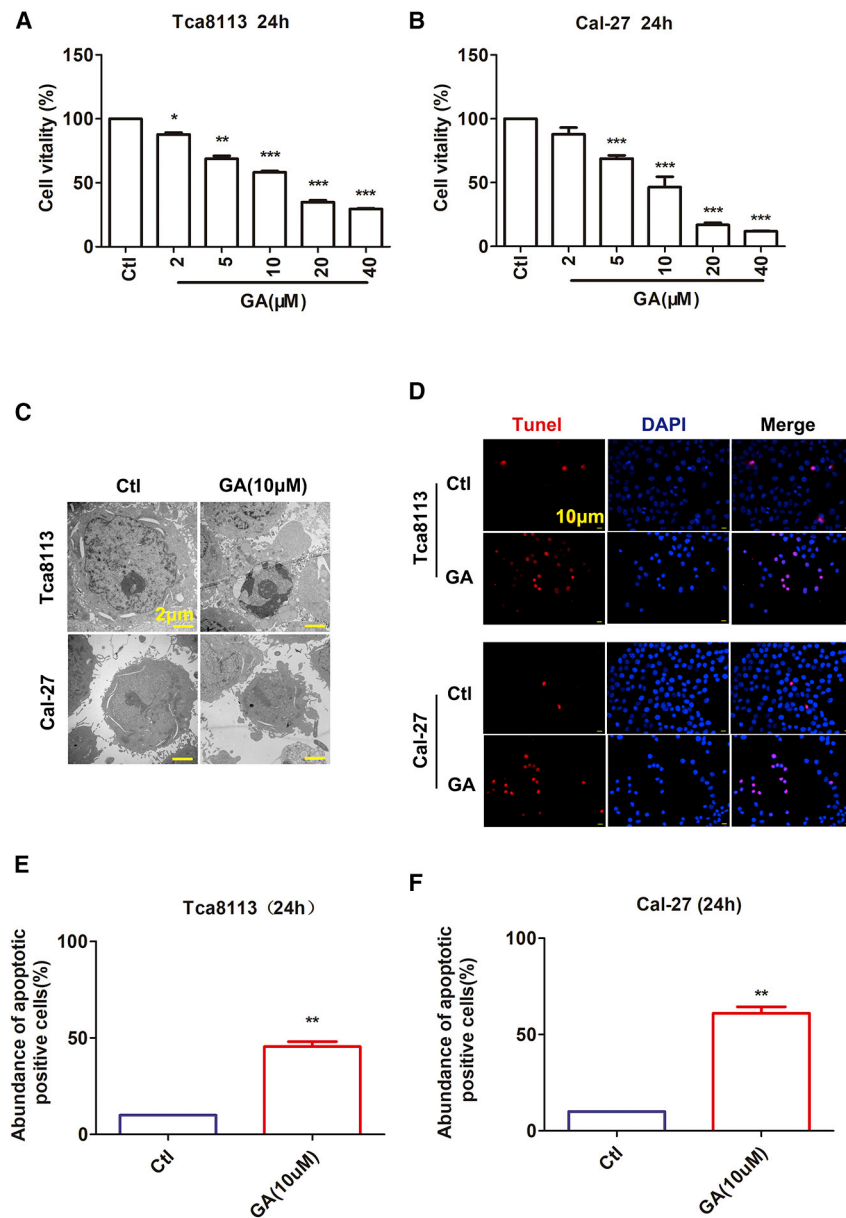 A
Tca8113 24h
Cell vitality (%)
150
100
50
0
*
**
***
***
***
Ctl
2
5
10
20
40
GA(µM)
B
Cal-27 24h
Cell vitality (%)
150
100
50
0
***
***
***
***
Ctl
2
5
10
20
40
GA(µM)
C
Ctl
GA(10µM)
Tca8113
2µm
Cal-27
D
Tunel
DAPI
Merge
Tca8113
Ctl
10µm
GA
Cal-27
Ctl
GA
E
Tca8113（24h）
Abundance of apoptotic
positive cells(%)
100
50
0
**
Ctl
GA(10uM)
F
Cal-27 (24h)
Abundance of apoptotic
positive cells(%)
100
50
0
**
Ctl
GA(10uM)